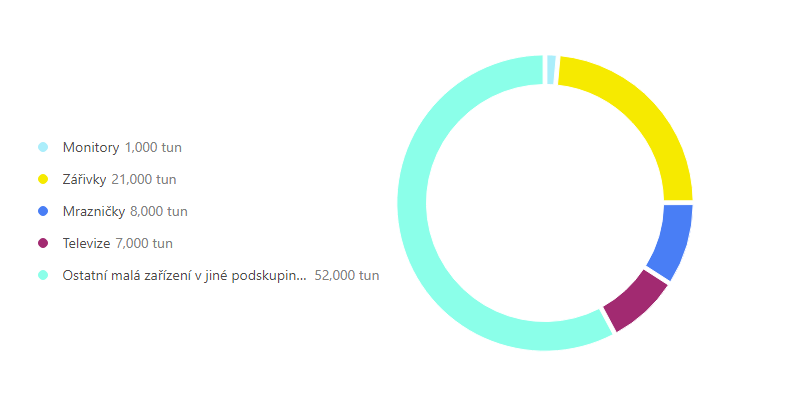 Monitory 1,000 tun
Zářivky 21,000 tun
Mrazničky 8,000 tun
Televize 7,000 tun
Ostatní malá zařízení v jiné podskupin... 52,000 tun